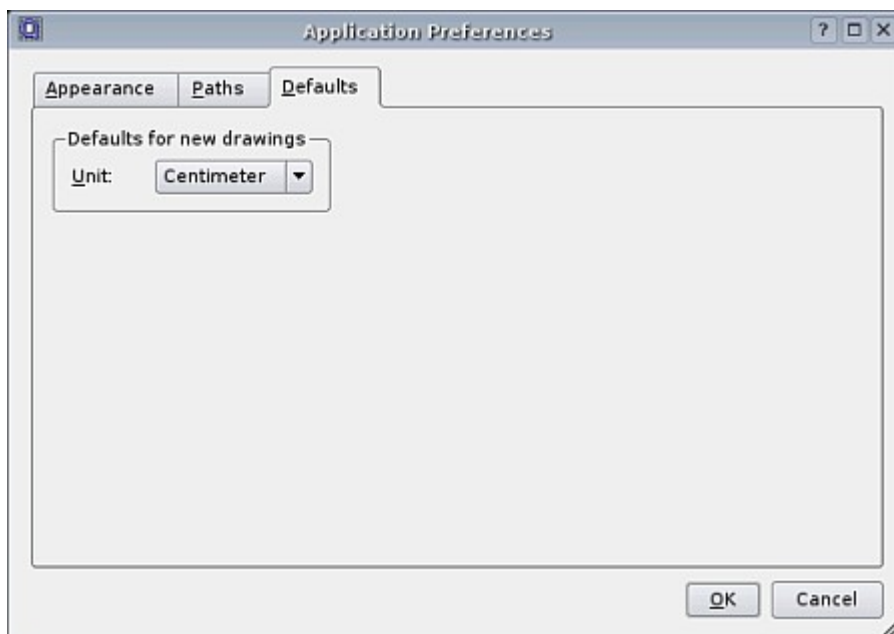 Application Preferences ?
Appearance Paths Defaults
Defaults for new drawings
Unit: Centimeter
OK Cancel